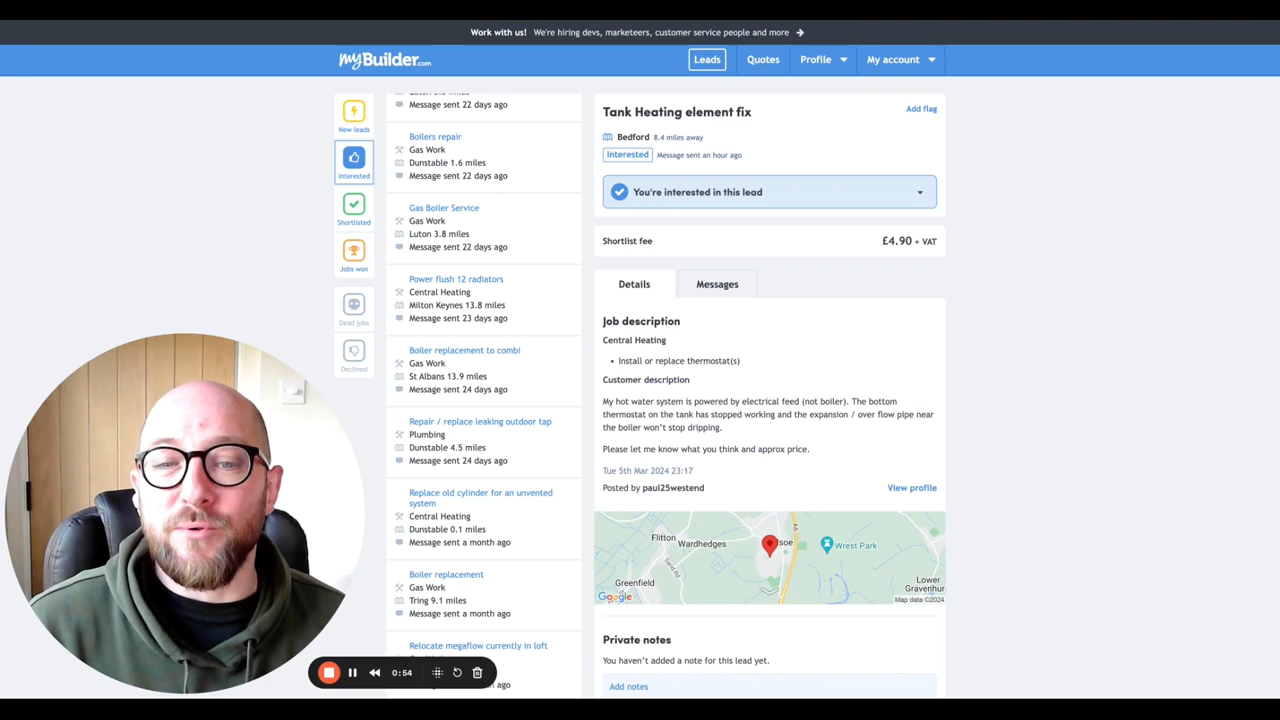 Work with us! We're hiring devs, marketeers, customer service people and more →
myBuilder.com
Leads
Quotes
Profile
My account
New leads
Interested
Shortlisted
Jobs won
Dead jobs
Declined
Message sent 22 days ago
Boilers repair
Gas Work
Dunstable 1.6 miles
Message sent 22 days ago
Gas Boiler Service
Gas Work
Luton 3.8 miles
Message sent 22 days ago
Power flush 12 radiators
Central Heating
Milton Keynes 13.8 miles
Message sent 23 days ago
Boiler replacement to combi
Gas Work
St Albans 13.9 miles
Message sent 24 days ago
Repair / replace leaking outdoor tap
Plumbing
Dunstable 4.5 miles
Message sent 24 days ago
Replace old cylinder for an unvented
system
Central Heating
Dunstable 0.1 miles
Message sent a month ago
Boiler replacement
Gas Work
Tring 9.1 miles
Message sent a month ago
Relocate megaflow currently in loft
Tank Heating element fix
Add flag
Bedford 8.4 miles away
Interested Message sent an hour ago
You're interested in this lead
Shortlist fee
£4.90 + VAT
Details
Messages
Job description
Central Heating
• Install or replace thermostat(s)
Customer description
My hot water system is powered by electrical feed (not boiler). The bottom
thermostat on the tank has stopped working and the expansion / over flow pipe near
the boiler won't stop dripping.
Please let me know what you think and approx price.
Tue 5th Mar 2024 23:17
Posted by paul25westend
View profile
Flitton
Wardhedges
Wrest Park
Greenfield
Sand Rd
A6
Lower
Gravenhur
Google
Map data ©2024
Private notes
You haven't added a note for this lead yet.
Add notes
0:54